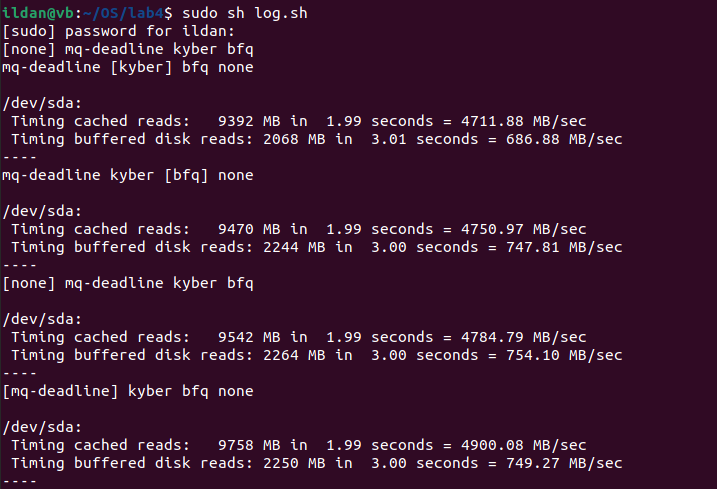 ildan@vb:~/OS/lab4$ sudo sh log.sh
[sudo] password for ildan:
[none] mq-deadline kyber bfq
mq-deadline [kyber] bfq none
/dev/sda:
 Timing cached reads:   9392 MB in  1.99 seconds = 4711.88 MB/sec
 Timing buffered disk reads: 2068 MB in  3.01 seconds = 686.88 MB/sec
----
mq-deadline kyber [bfq] none
/dev/sda:
 Timing cached reads:   9470 MB in  1.99 seconds = 4750.97 MB/sec
 Timing buffered disk reads: 2244 MB in  3.00 seconds = 747.81 MB/sec
----
[none] mq-deadline kyber bfq
/dev/sda:
 Timing cached reads:   9542 MB in  1.99 seconds = 4784.79 MB/sec
 Timing buffered disk reads: 2264 MB in  3.00 seconds = 754.10 MB/sec
----
[mq-deadline] kyber bfq none
/dev/sda:
 Timing cached reads:   9758 MB in  1.99 seconds = 4900.08 MB/sec
 Timing buffered disk reads: 2250 MB in  3.00 seconds = 749.27 MB/sec
----